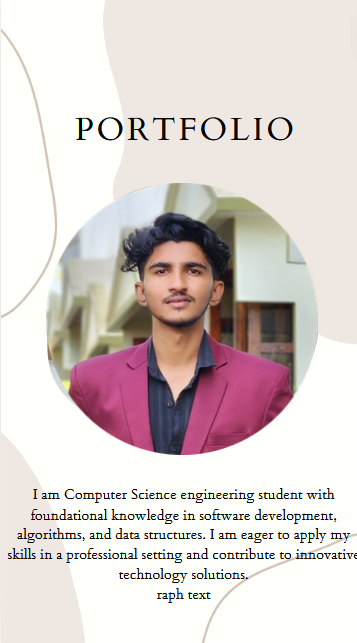 PORTFOLIO
I am Computer Science engineering student with
foundational knowledge in software development,
algorithms, and data structures. I am eager to apply my
skills in a professional setting and contribute to innovative
technology solutions.
raph text